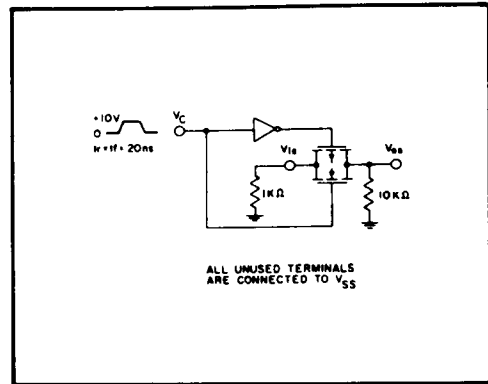 +10V
0
tr = tf = 20ns
VC
Vis
Vos
1KΩ
10KΩ
ALL UNUSED TERMINALS
ARE CONNECTED TO VSS